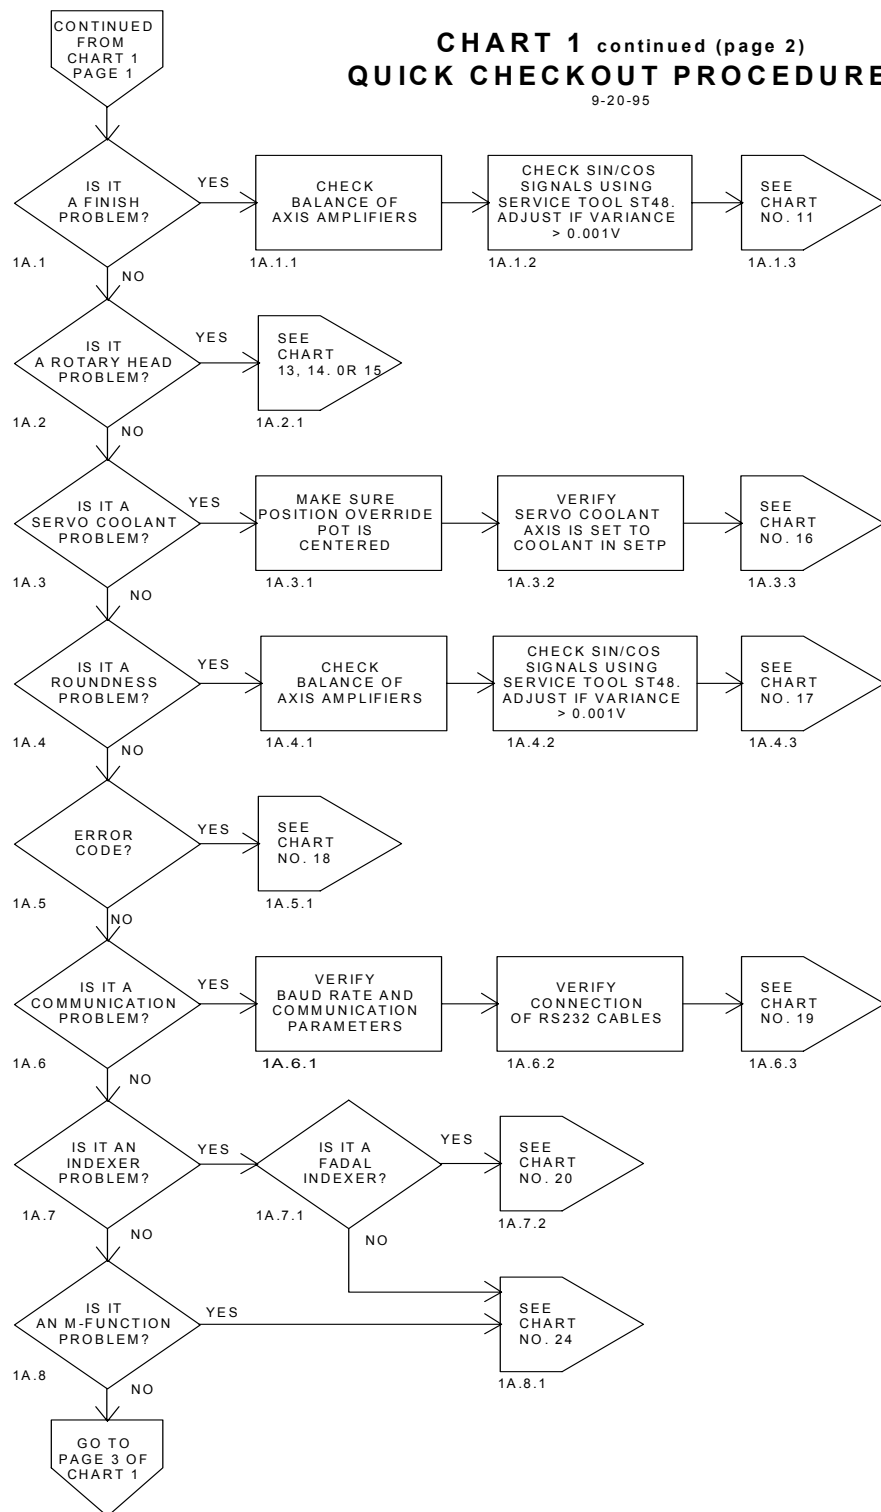 CONTINUED
FROM
CHART 1
PAGE 1
CHART 1 continued (page 2)
QUICK CHECKOUT PROCEDURE
9-20-95
IS IT
A FINISH
PROBLEM?
YES
CHECK
BALANCE OF
AXIS AMPLIFIERS
CHECK SIN/COS
SIGNALS USING
SERVICE TOOL ST48.
ADJUST IF VARIANCE
> 0.001V
SEE
CHART
NO. 11
1A.1
1A.1.1
1A.1.2
1A.1.3
NO
IS IT
A ROTARY HEAD
PROBLEM?
YES
SEE
CHART
13, 14. 0R 15
1A.2
1A.2.1
NO
IS IT A
SERVO COOLANT
PROBLEM?
YES
MAKE SURE
POSITION OVERRIDE
POT IS
CENTERED
VERIFY
SERVO COOLANT
AXIS IS SET TO
COOLANT IN SETP
SEE
CHART
NO. 16
1A.3
1A.3.1
1A.3.2
1A.3.3
NO
IS IT A
ROUNDNESS
PROBLEM?
YES
CHECK
BALANCE OF
AXIS AMPLIFIERS
CHECK SIN/COS
SIGNALS USING
SERVICE TOOL ST48.
ADJUST IF VARIANCE
> 0.001V
SEE
CHART
NO. 17
1A.4
1A.4.1
1A.4.2
1A.4.3
NO
ERROR
CODE?
YES
SEE
CHART
NO. 18
1A.5
1A.5.1
NO
IS IT A
COMMUNICATION
PROBLEM?
YES
VERIFY
BAUD RATE AND
COMMUNICATION
PARAMETERS
VERIFY
CONNECTION
OF RS232 CABLES
SEE
CHART
NO. 19
1A.6
1A.6.1
1A.6.2
1A.6.3
NO
IS IT AN
INDEXER
PROBLEM?
YES
IS IT A
FADAL
INDEXER?
YES
SEE
CHART
NO. 20
1A.7
1A.7.1
1A.7.2
NO
NO
IS IT
AN M-FUNCTION
PROBLEM?
YES
SEE
CHART
NO. 24
1A.8
1A.8.1
NO
GO TO
PAGE 3 OF
CHART 1